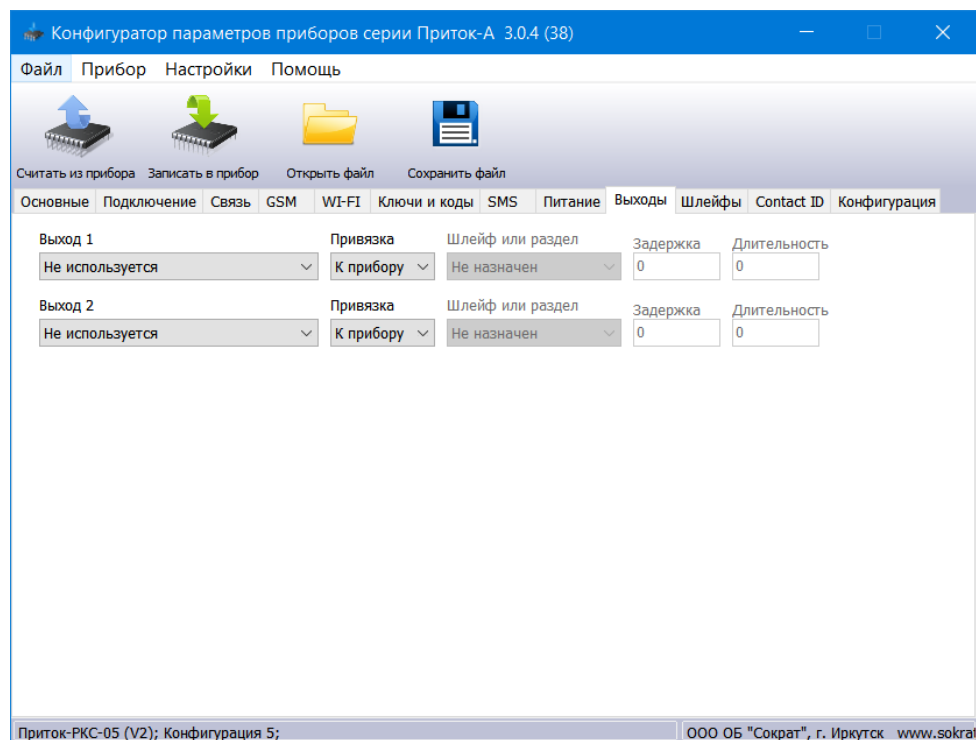 Конфигуратор параметров приборов серии Приток-А 3.0.4 (38)
Файл Прибор Настройки Помощь
Считать из прибора Записать в прибор Открыть файл Сохранить файл
Основные Подключение Связь GSM WI-FI Ключи и коды SMS Питание Выходы Шлейфы Contact ID Конфигурация
Выход 1 Привязка Шлейф или раздел Задержка Длительность
Не используется К прибору Не назначен 0 0
Выход 2 Привязка Шлейф или раздел Задержка Длительность
Не используется К прибору Не назначен 0 0
Приток-РКС-05 (V2); Конфигурация 5; ООО ОБ "Сократ", г. Иркутск www.sokrat